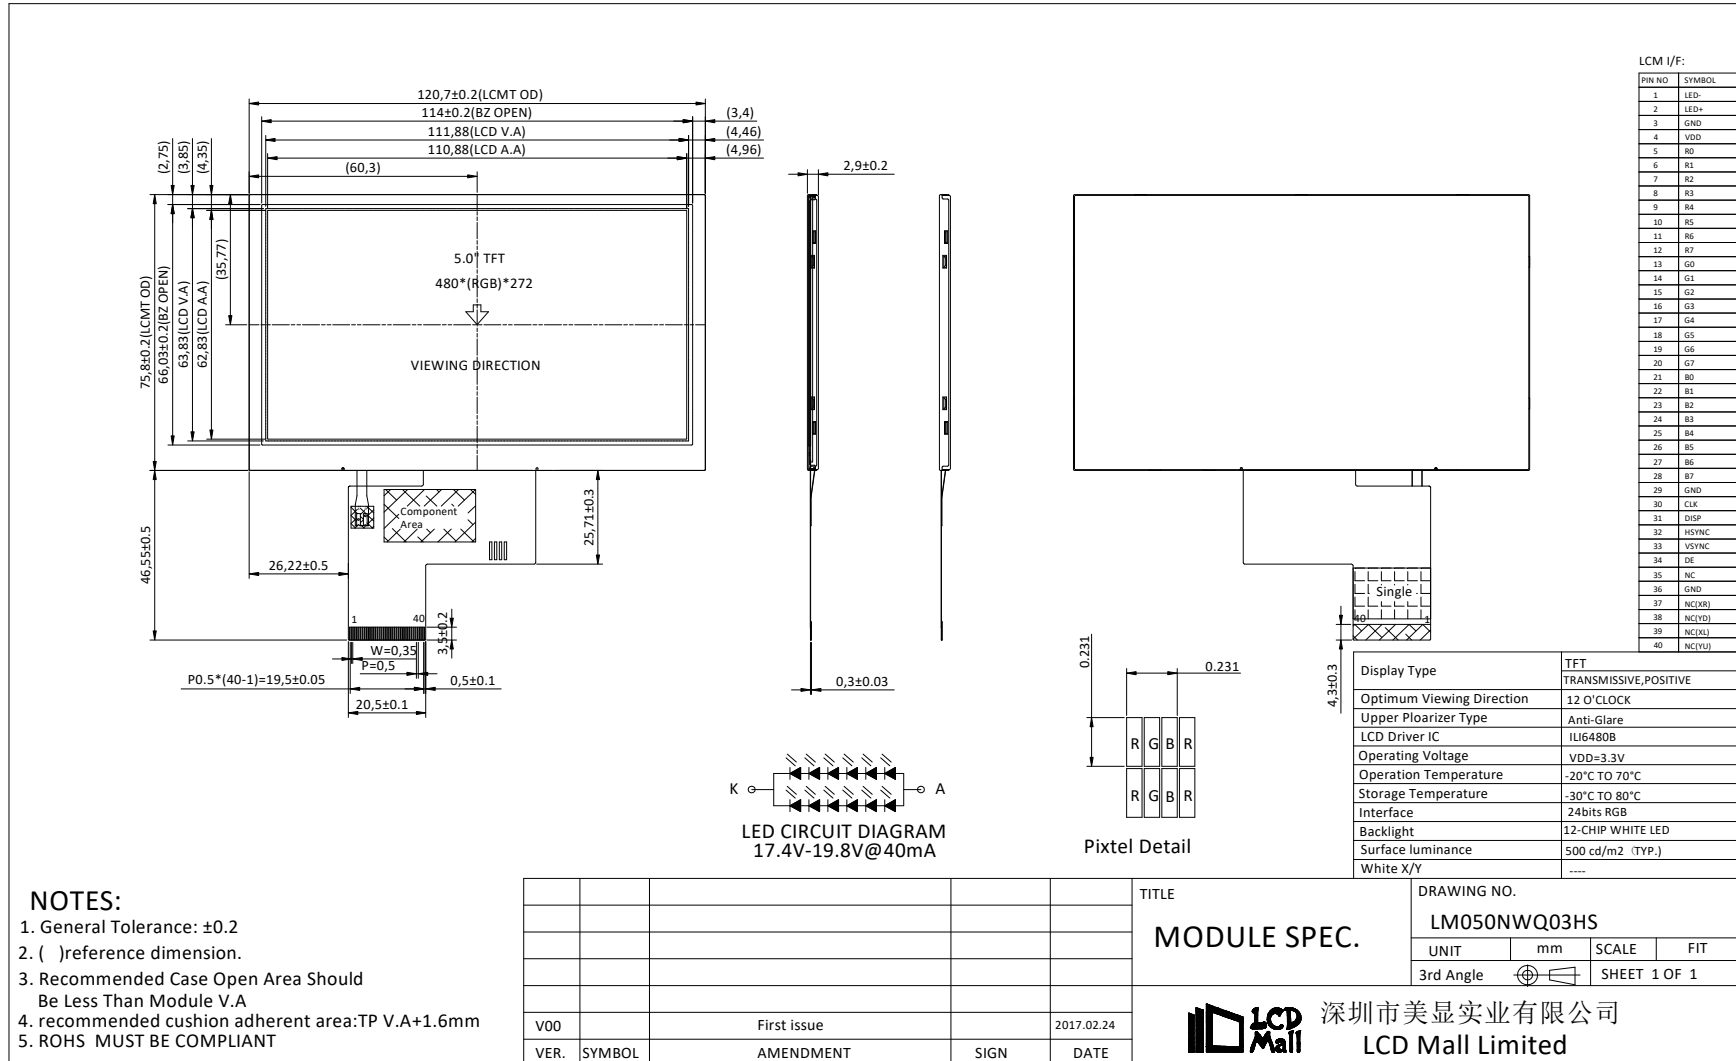 120,7±0.2(LCMT OD)
114±0.2(BZ OPEN)
(3,4)
111,88(LCD V.A)
(4,46)
110,88(LCD A.A)
(4,96)
(60,3)
(2,75)
(3,85)
(4,35)
75,8±0.2(LCMT OD)
66,03±0.2(BZ OPEN)
63,83(LCD V.A)
62,83(LCD A.A)
(35,77)
5.0" TFT
480*(RGB)*272
VIEWING DIRECTION
Component
Area
46,55±0.5
26,22±0.5
25,71±0.3
1
40
3,5±0.2
W=0,35
P=0,5
P0.5*(40-1)=19,5±0.05
0,5±0.1
20,5±0.1
2,9±0.2
0,3±0.03
Single
40
1
4,3±0.3
0.231
0.231
R G B R
R G B R
Pixtel Detail
K
A
LED CIRCUIT DIAGRAM
17.4V-19.8V@40mA
LCM I/F:
PIN NO SYMBOL
1 LED-
2 LED+
3 GND
4 VDD
5 R0
6 R1
7 R2
8 R3
9 R4
10 R5
11 R6
12 R7
13 G0
14 G1
15 G2
16 G3
17 G4
18 G5
19 G6
20 G7
21 B0
22 B1
23 B2
24 B3
25 B4
26 B5
27 B6
28 B7
29 GND
30 CLK
31 DISP
32 HSYNC
33 VSYNC
34 DE
35 NC
36 GND
37 NC(XR)
38 NC(YD)
39 NC(XL)
40 NC(YU)
Display Type TFT
TRANSMISSIVE,POSITIVE
Optimum Viewing Direction 12 O'CLOCK
Upper Ploarizer Type Anti-Glare
LCD Driver IC ILI6480B
Operating Voltage VDD=3.3V
Operation Temperature -20°C TO 70°C
Storage Temperature -30°C TO 80°C
Interface 24bits RGB
Backlight 12-CHIP WHITE LED
Surface luminance 500 cd/m2（TYP.)
White X/Y ----
NOTES:
1. General Tolerance: ±0.2
2. ( )reference dimension.
3. Recommended Case Open Area Should
Be Less Than Module V.A
4. recommended cushion adherent area:TP V.A+1.6mm
5. ROHS MUST BE COMPLIANT
V00 First issue 2017.02.24
VER. SYMBOL AMENDMENT SIGN DATE
TITLE
MODULE SPEC.
DRAWING NO.
LM050NWQ03HS
UNIT mm SCALE FIT
3rd Angle SHEET 1 OF 1
LCD
Mall
深圳市美显实业有限公司
LCD Mall Limited